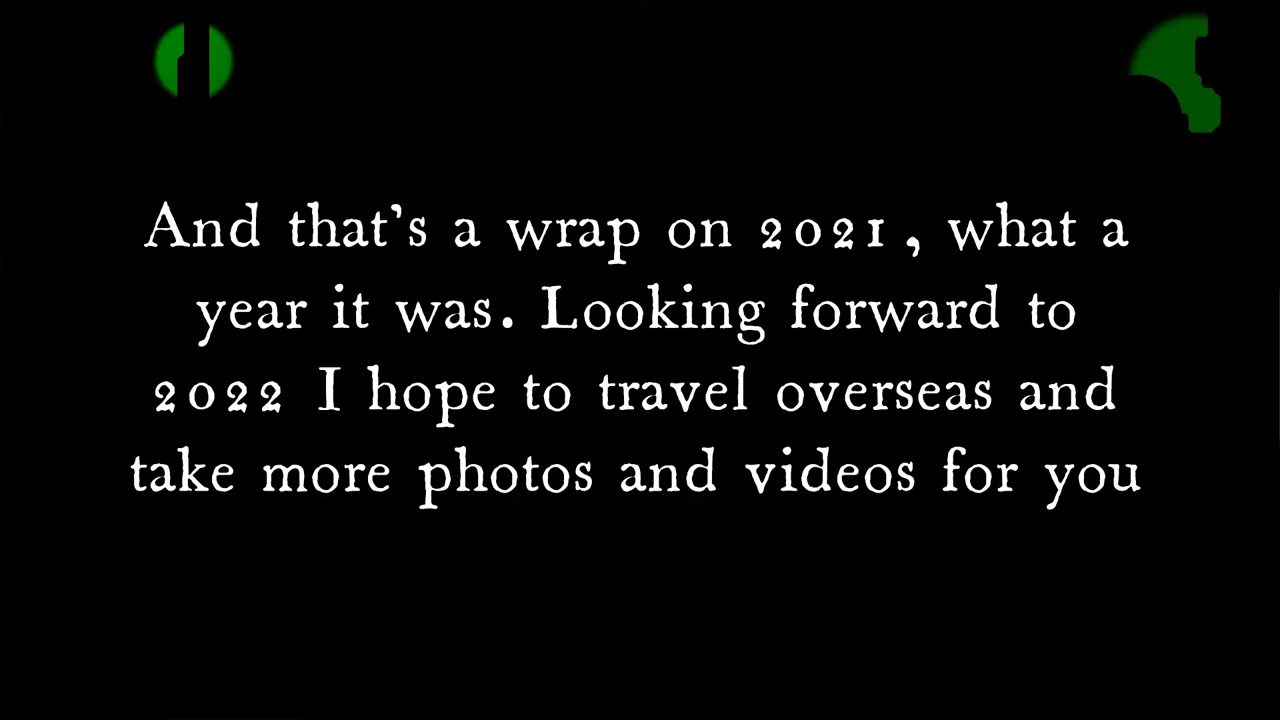 And that's a wrap on 2021, what a
year it was. Looking forward to
2022 I hope to travel overseas and
take more photos and videos for you